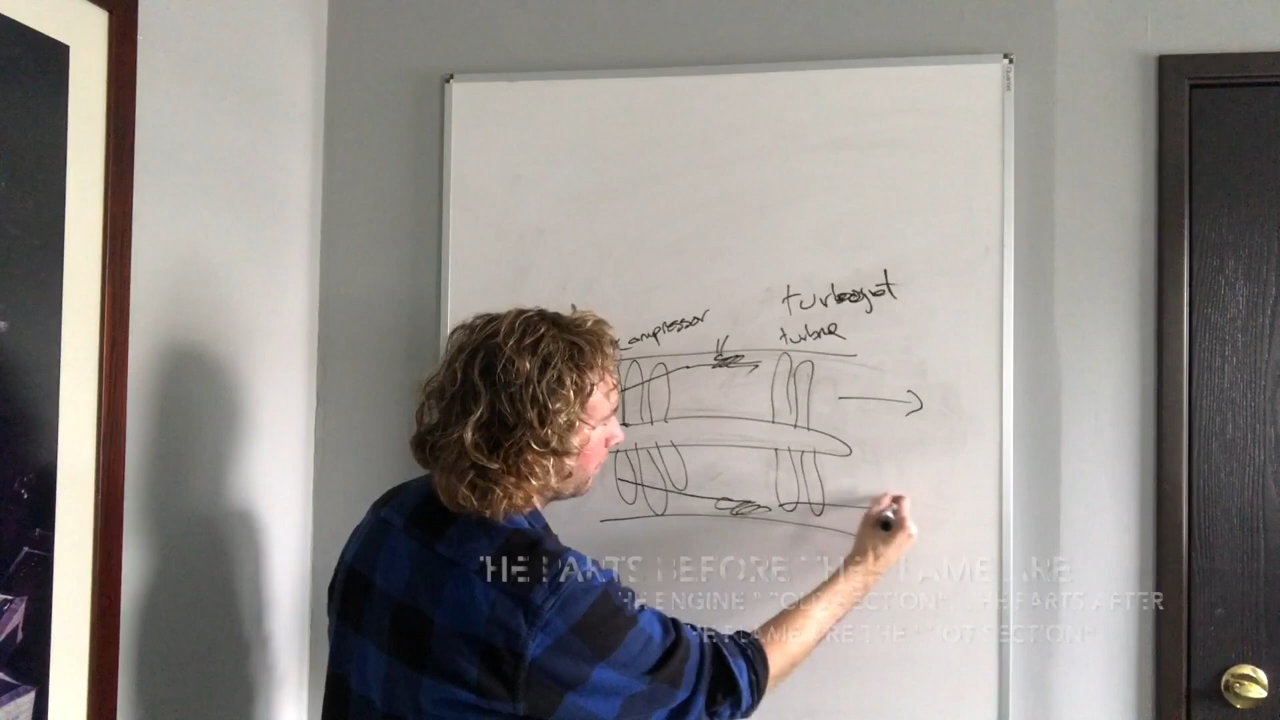 turbojet
compressor
turbine
THE PARTS BEFORE THE FLAME ARE
THE ENGINE "COLD SECTION" THE PARTS AFTER
THE FLAME ARE THE "HOT SECTION"